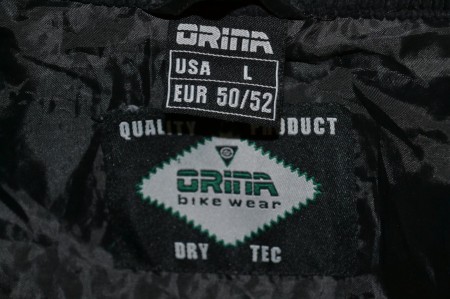 ORINA
USA L
EUR 50/52
QUALITY PRODUCT
ORINA
bike wear
DRY TEC